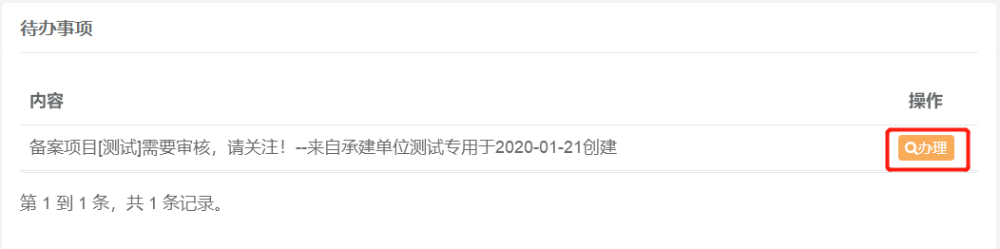 待办事项
内容 操作
备案项目[测试]需要审核，请关注！--来自承建单位测试专用于2020-01-21创建 办理
第 1 到 1 条，共 1 条记录。